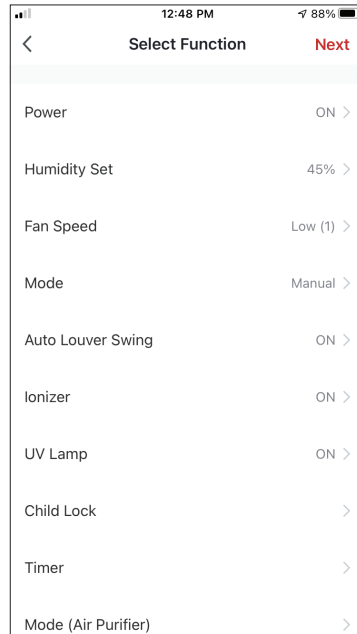 12:48 PM 88%
Select Function Next
Power ON
Humidity Set 45%
Fan Speed Low (1)
Mode Manual
Auto Louver Swing ON
Ionizer ON
UV Lamp ON
Child Lock
Timer
Mode (Air Purifier)